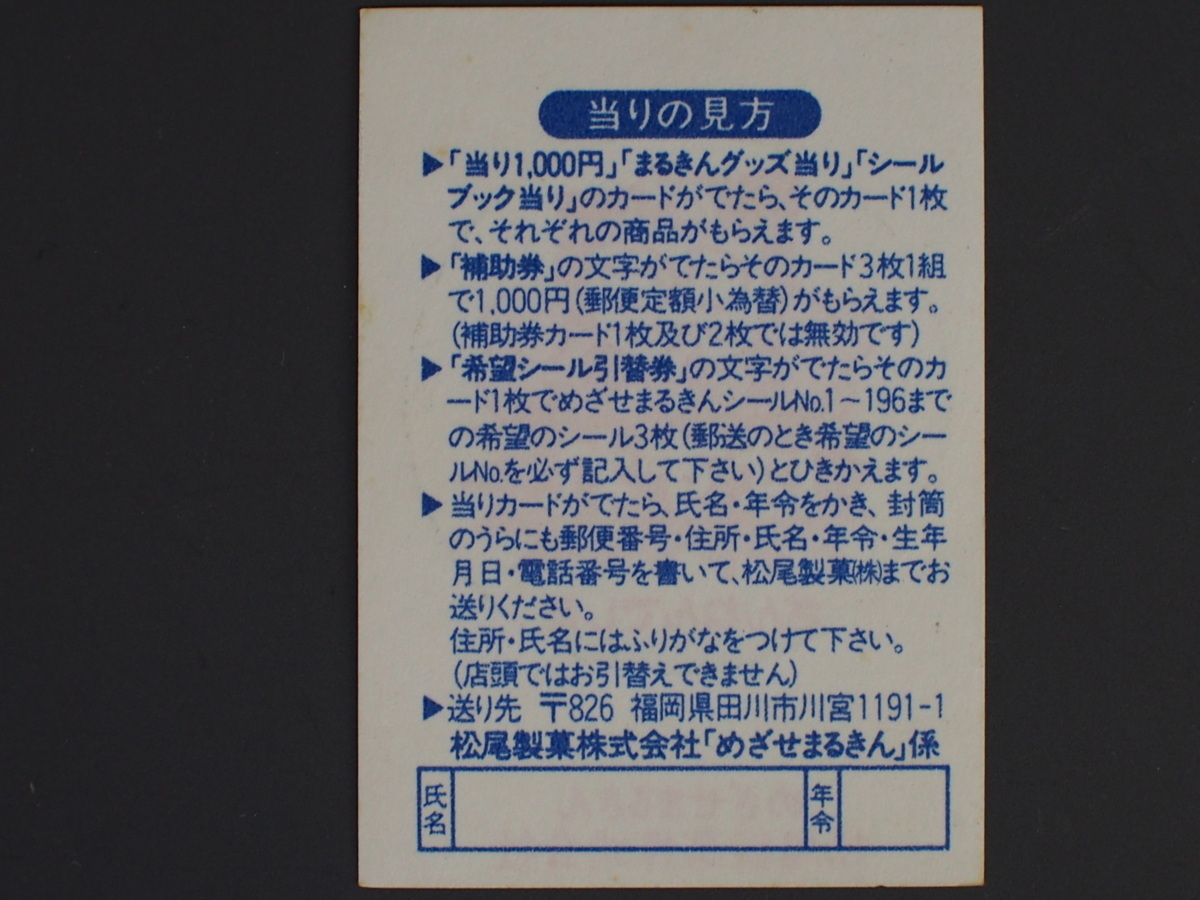 当りの見方
▶「当り1,000円」「まるきんグッズ当り」「シール
ブック当り」のカードがでたら、そのカード1枚
で、それぞれの商品がもらえます。
▶「補助券」の文字がでたらそのカード3枚1組
で1,000円(郵便定額小為替)がもらえます。
(補助券カード1枚及び2枚では無効です)
▶「希望シール引替券」の文字がでたらそのカ
ード1枚でめざせまるきんシールNo.1～196まで
の希望のシール3枚(郵送のとき希望のシー
ルNo.を必ず記入して下さい)とひきかえます。
▶当りカードがでたら、氏名・年令をかき、封筒
のうらにも郵便番号・住所・氏名・年令・生年
月日・電話番号を書いて、松尾製菓㈱までお
送りください。
住所・氏名にはふりがなをつけて下さい。
(店頭ではお引替えできません)
▶送り先 〒826 福岡県田川市川宮1191-1
松尾製菓株式会社「めざせまるきん」係
氏名 年令